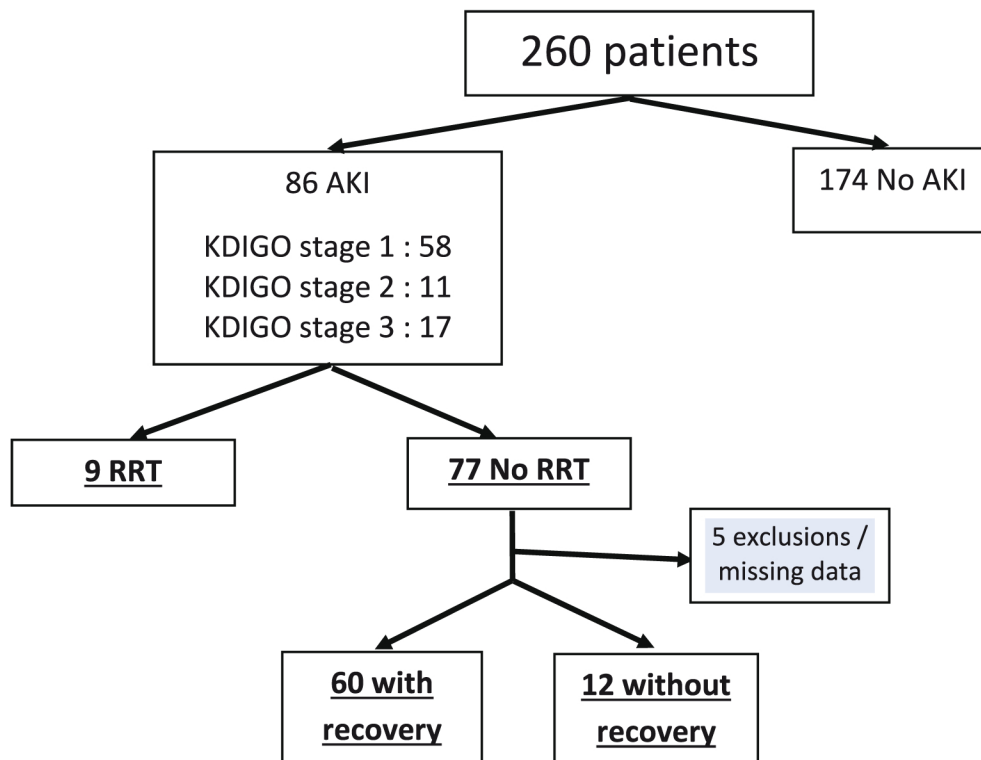 260 patients
86 AKI
174 No AKI
KDIGO stage 1 : 58
KDIGO stage 2 : 11
KDIGO stage 3 : 17
9 RRT
77 No RRT
5 exclusions /
missing data
60 with
recovery
12 without
recovery